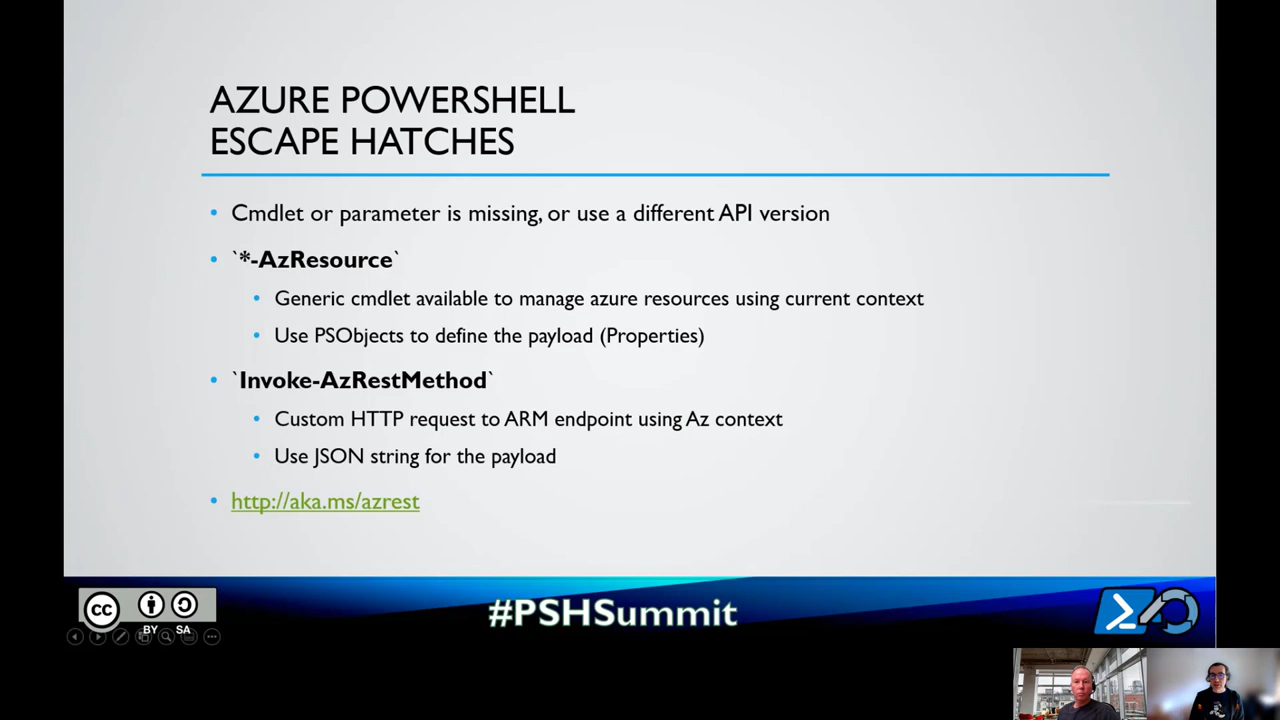 AZURE POWERSHELL
ESCAPE HATCHES
• Cmdlet or parameter is missing, or use a different API version
• `*-AzResource`
• Generic cmdlet available to manage azure resources using current context
• Use PSObjects to define the payload (Properties)
• `Invoke-AzRestMethod`
• Custom HTTP request to ARM endpoint using Az context
• Use JSON string for the payload
• http://aka.ms/azrest
cc
BY SA
#PSHSummit